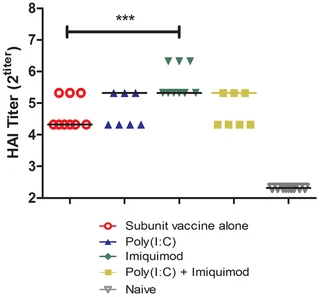 ***
8
7
6
5
4
3
2
HAI Titer (2^titer)
Subunit vaccine alone
Poly(I:C)
Imiquimod
Poly(I:C) + Imiquimod
Naive